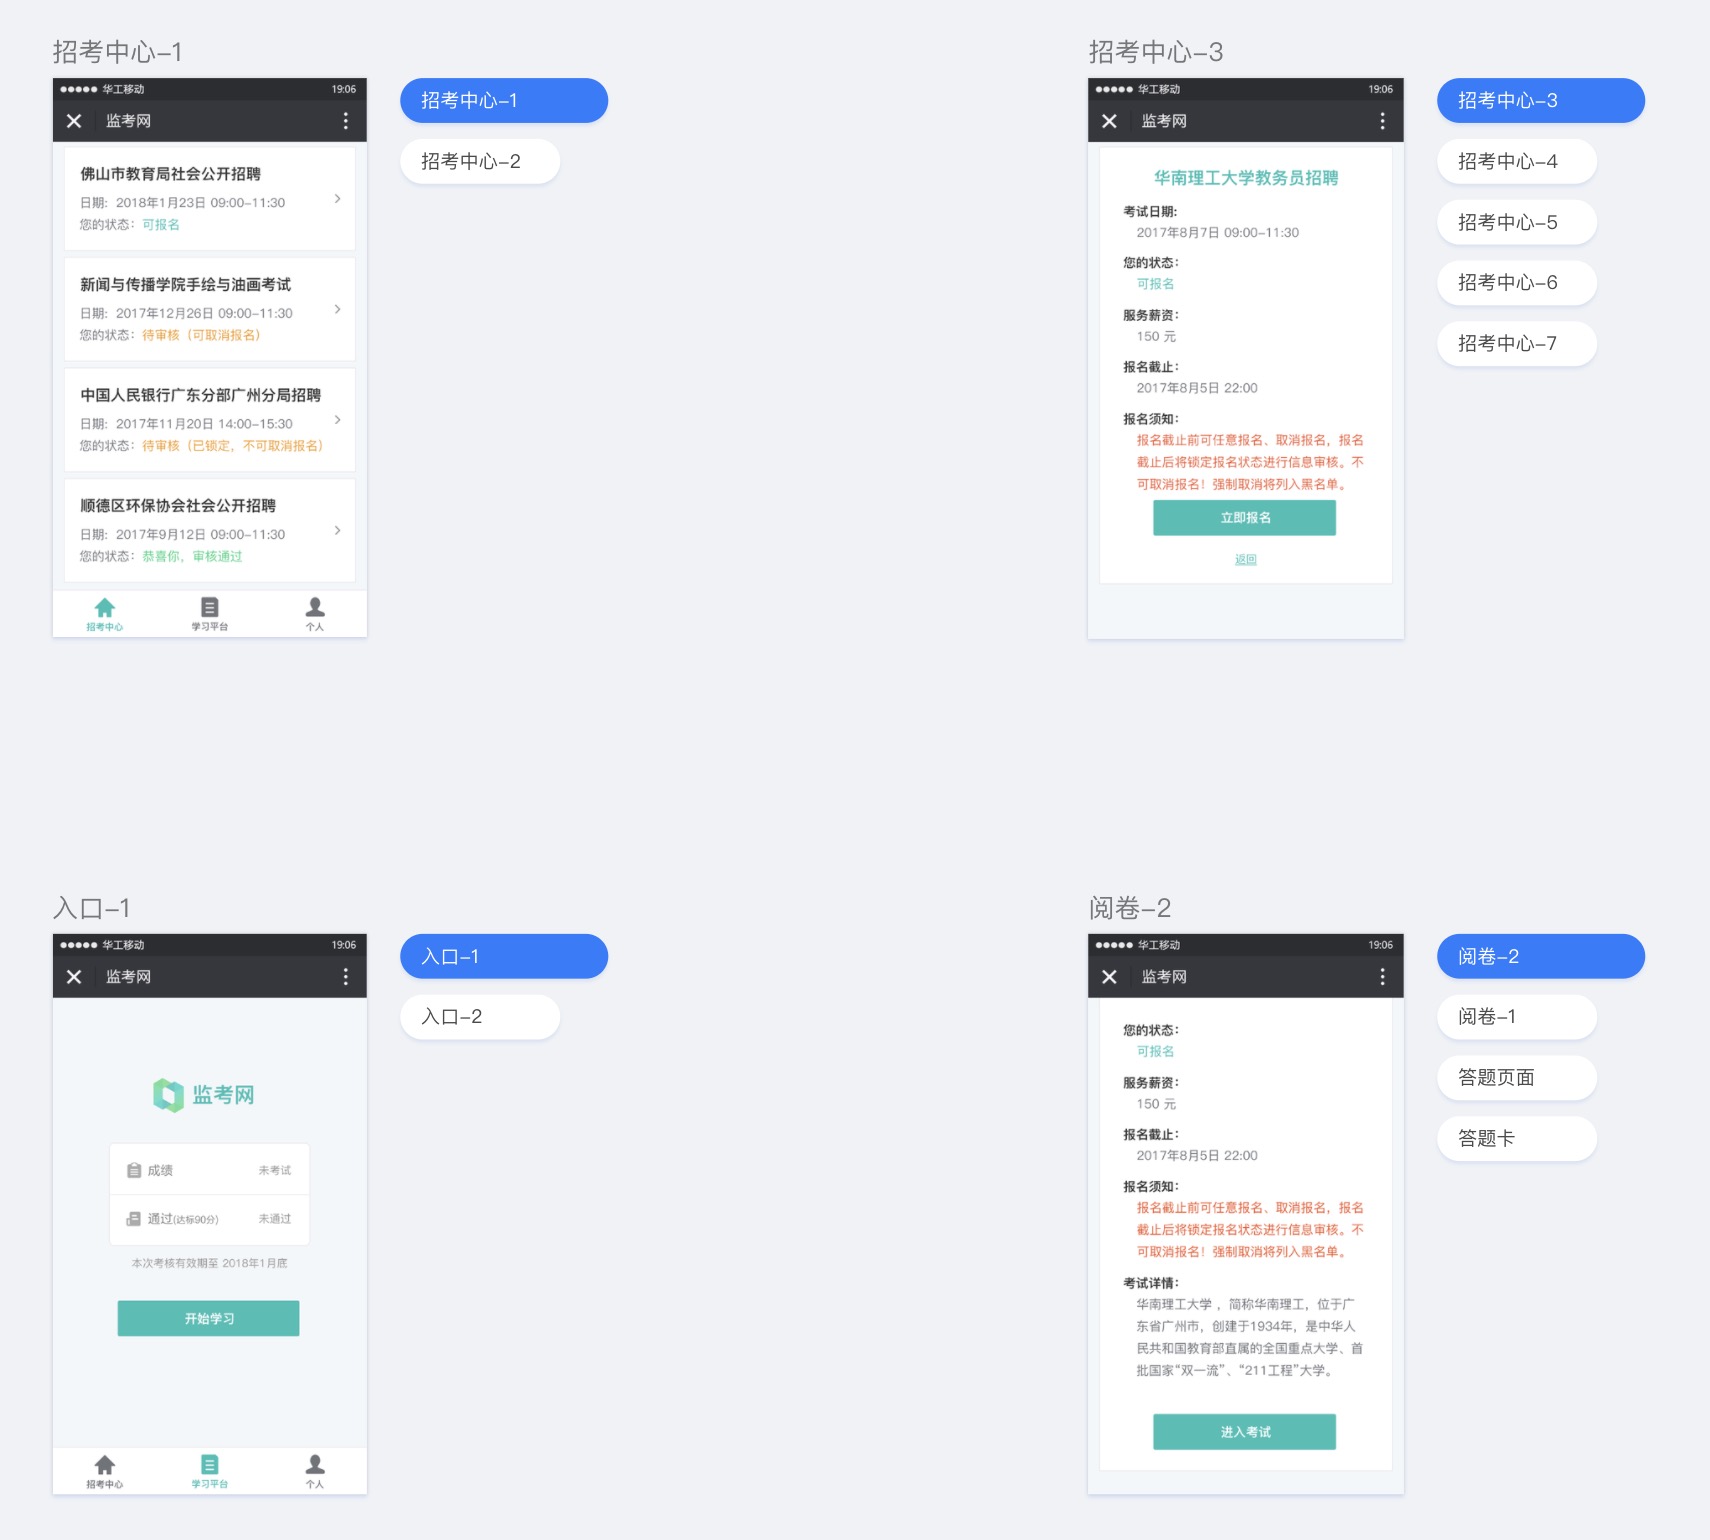 招考中心-1
华工移动 19:06
监考网
佛山市教育局社会公开招聘
日期: 2018年1月23日 09:00-11:30
您的状态: 可报名
新闻与传播学院手绘与油画考试
日期: 2017年12月26日 09:00-11:30
您的状态: 待审核（可取消报名）
中国人民银行广东分部广州分局招聘
日期: 2017年11月20日 14:00-15:30
您的状态: 待审核（已锁定，不可取消报名）
顺德区环保协会社会公开招聘
日期: 2017年9月12日 09:00-11:30
您的状态: 恭喜你，审核通过
招考中心 学习平台 个人
招考中心-1
招考中心-2
招考中心-3
华工移动 19:06
监考网
华南理工大学教务员招聘
考试日期:
2017年8月7日 09:00-11:30
您的状态:
可报名
服务薪资:
150 元
报名截止:
2017年8月5日 22:00
报名须知:
报名截止前可任意报名、取消报名，报名
截止后将锁定报名状态进行信息审核。不
可取消报名！强制取消将列入黑名单。
立即报名
返回
招考中心-3
招考中心-4
招考中心-5
招考中心-6
招考中心-7
入口-1
华工移动 19:06
监考网
监考网
成绩 未考试
通过(达标90分) 未通过
本次考核有效期至 2018年1月底
开始学习
招考中心 学习平台 个人
入口-1
入口-2
阅卷-2
华工移动 19:06
监考网
您的状态:
可报名
服务薪资:
150 元
报名截止:
2017年8月5日 22:00
报名须知:
报名截止前可任意报名、取消报名，报名
截止后将锁定报名状态进行信息审核。不
可取消报名！强制取消将列入黑名单。
考试详情:
华南理工大学 ，简称华南理工，位于广
东省广州市，创建于1934年，是中华人
民共和国教育部直属的全国重点大学、首
批国家“双一流”、“211工程”大学。
进入考试
阅卷-2
阅卷-1
答题页面
答题卡